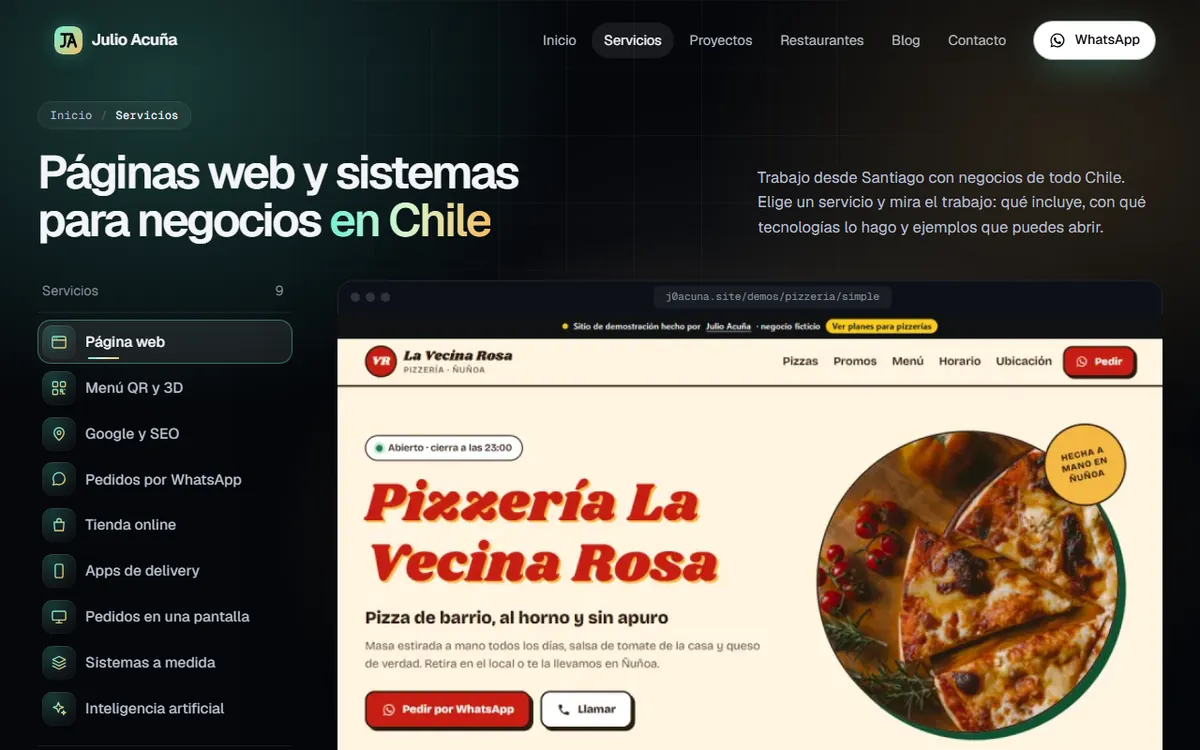 JA Julio Acuña
Inicio Servicios Proyectos Restaurantes Blog Contacto WhatsApp
Inicio / Servicios
Páginas web y sistemas
para negocios en Chile
Trabajo desde Santiago con negocios de todo Chile.
Elige un servicio y mira el trabajo: qué incluye, con qué
tecnologías lo hago y ejemplos que puedes abrir.
Servicios 9
Página web
Menú QR y 3D
Google y SEO
Pedidos por WhatsApp
Tienda online
Apps de delivery
Pedidos en una pantalla
Sistemas a medida
Inteligencia artificial
j0acuna.site/demos/pizzeria/simple
Sitio de demostración hecho por Julio Acuña · negocio ficticio Ver planes para pizzerías
VR La Vecina Rosa
PIZZERÍA · ÑUÑOA
Pizzas Promos Menú Horario Ubicación Pedir
Abierto · cierra a las 23:00
Pizzería La
Vecina Rosa
Pizza de barrio, al horno y sin apuro
Masa estirada a mano todos los días, salsa de tomate de la casa y queso
de verdad. Retira en el local o te la llevamos en Ñuñoa.
Pedir por WhatsApp Llamar
HECHA A
MANO EN
ÑUÑOA